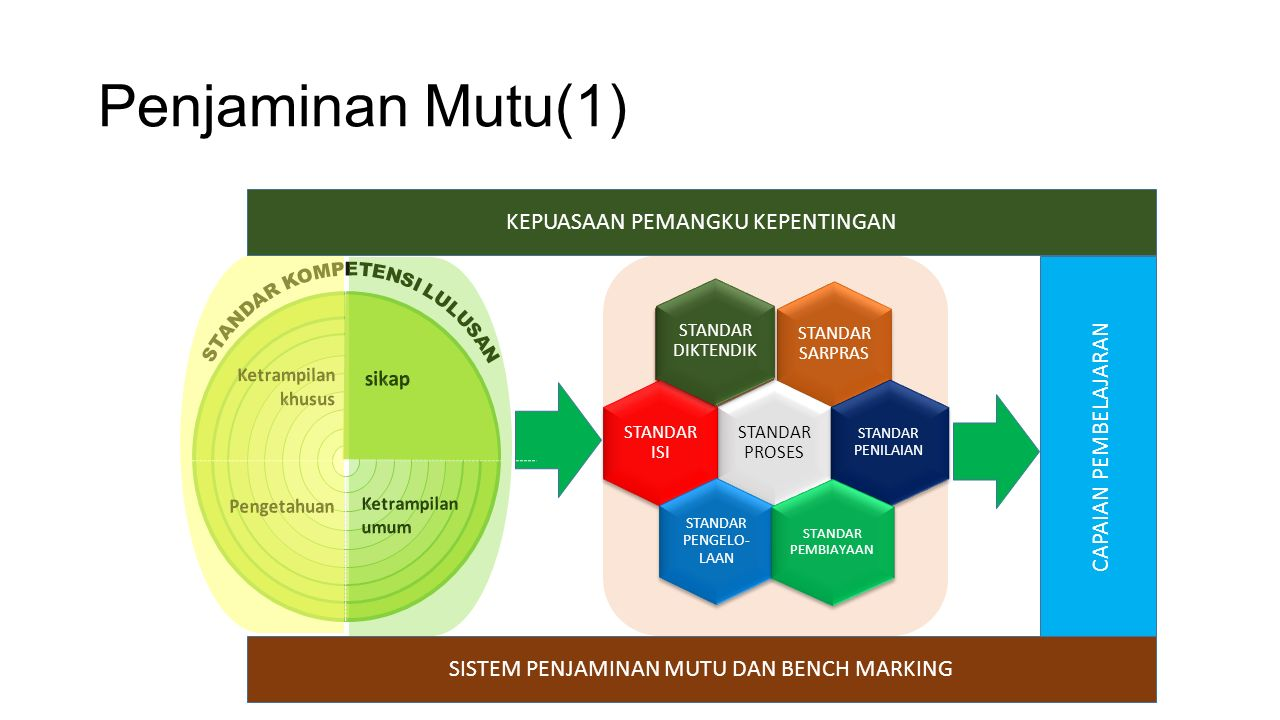 Penjaminan Mutu(1)
KEPUASAAN PEMANGKU KEPENTINGAN
STANDAR KOMPETENSI LULUSAN
Ketrampilan
khusus
sikap
Pengetahuan
Ketrampilan
umum
STANDAR
DIKTENDIK
STANDAR
SARPRAS
STANDAR
ISI
STANDAR
PROSES
STANDAR
PENILAIAN
STANDAR
PENGELO-
LAAN
STANDAR
PEMBIAYAAN
CAPAIAN PEMBELAJARAN
SISTEM PENJAMINAN MUTU DAN BENCH MARKING